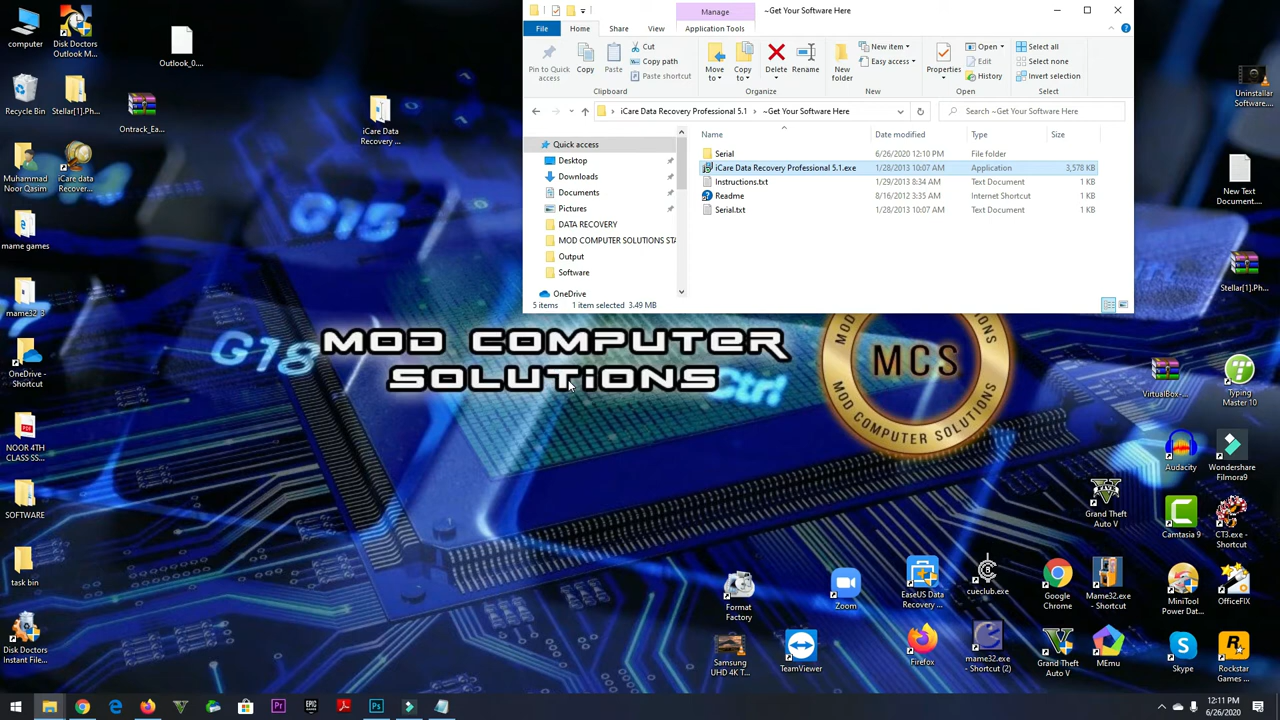 Manage
~Get Your Software Here
File
Home
Share
View
Application Tools
Pin to Quick access
Copy
Paste
Cut
Copy path
Paste shortcut
Clipboard
Move to
Copy to
Delete
Rename
Organize
New folder
New item
Easy access
New
Properties
Open
Edit
History
Open
Select all
Select none
Invert selection
Select
iCare Data Recovery Professional 5.1
~Get Your Software Here
Search ~Get Your Software Here
Quick access
Desktop
Downloads
Documents
Pictures
DATA RECOVERY
MOD COMPUTER SOLUTIONS STA
Output
Software
OneDrive
Name
Date modified
Type
Size
Serial
6/26/2020 12:10 PM
File folder
iCare Data Recovery Professional 5.1.exe
1/28/2013 10:07 AM
Application
3,578 KB
Instructions.txt
1/29/2013 8:34 AM
Text Document
1 KB
Readme
8/16/2012 3:35 AM
Internet Shortcut
1 KB
Serial.txt
1/28/2013 10:07 AM
Text Document
1 KB
5 items
1 item selected 3.49 MB
computer
Disk Doctors
Outlook M...
Outlook_0....
Recycle Bin
Stellar[1].Ph...
Ontrack_Ea...
iCare Data
Recovery ...
Muhammad
Noor Qasim
iCare data
Recover...
mame games
mame32_3
OneDrive -
Shortcut
NOOR 4TH
CLASS SS...
SOFTWARE
task bin
Disk Doctors
Instant File...
G15
G16
Ctrl
MOD COMPUTER
SOLUTIONS
MCS
MOD COMPUTER SOLUTIONS
Uninstaller
Software....
New Text
Document....
Stellar[1].Ph...
VirtualBox-...
Typing
Master 10
Audacity
Wondershare
Filmora9
Grand Theft
Auto V
Camtasia 9
C13.exe -
Shortcut
Format
Factory
Zoom
EaseUS Data
Recovery ...
cueclub.exe
Google
Chrome
Mame32.exe
- Shortcut
MiniTool
Power Dat...
OfficeFIX
Samsung
UHD 4K T...
TeamViewer
Firefox
mame32.exe
- Shortcut (2)
Grand Theft
Auto V
MEmu
Skype
Rockstar
Games ...
12:11 PM
6/26/2020